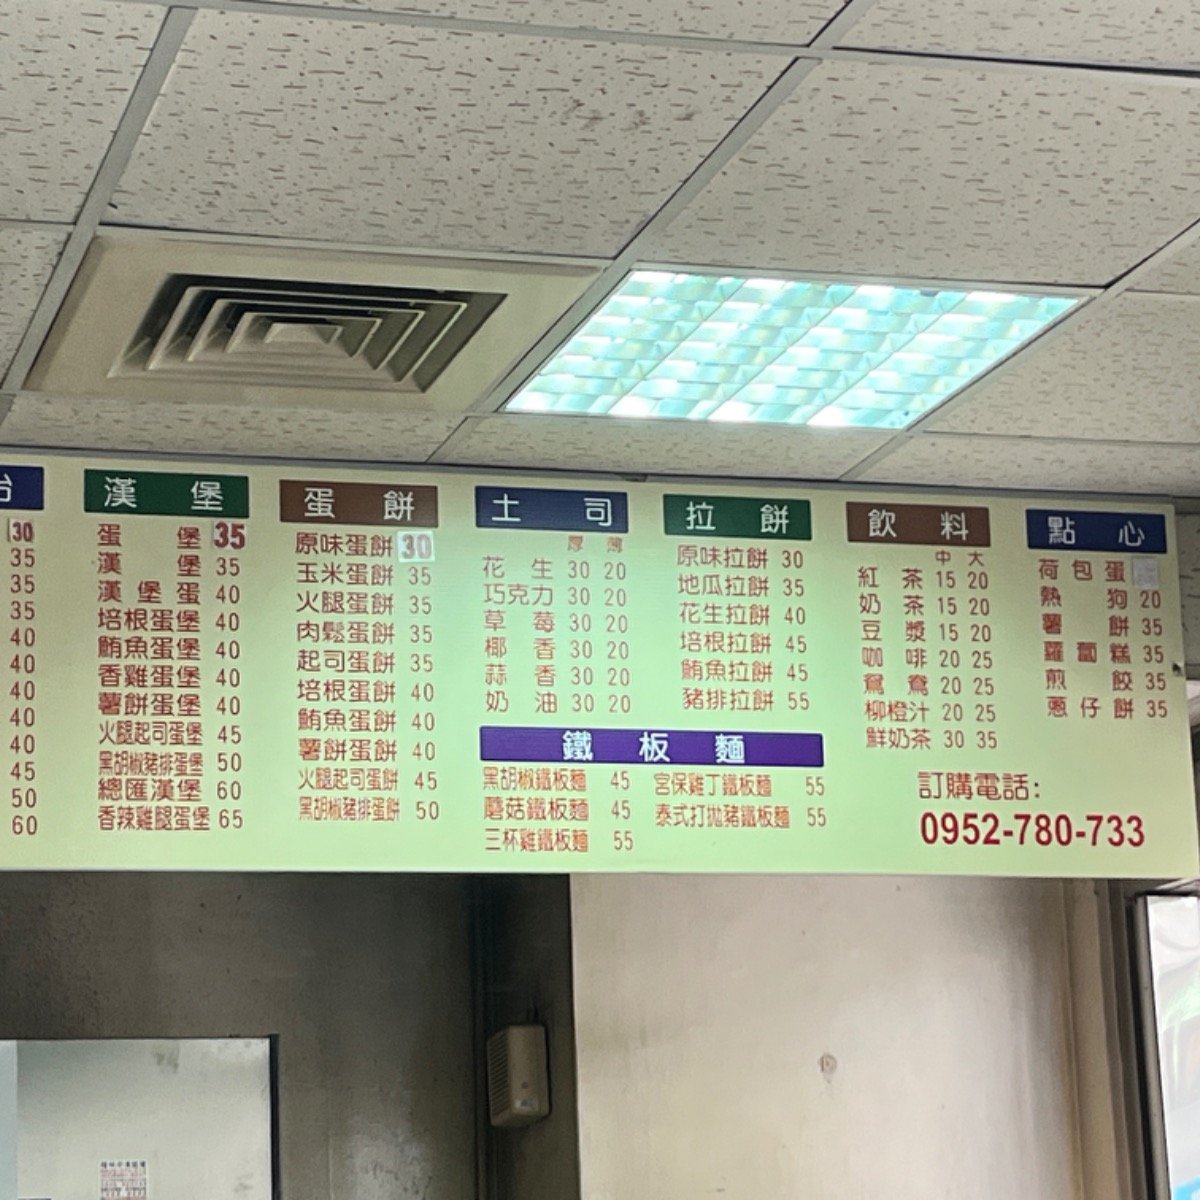 台
30
35
35
35
40
40
40
40
40
45
50
60
漢堡
蛋堡 35
漢堡 35
漢堡蛋 40
培根蛋堡 40
鮪魚蛋堡 40
香雞蛋堡 40
薯餅蛋堡 40
火腿起司蛋堡 45
黑胡椒豬排蛋堡 50
總匯漢堡 60
香辣雞腿蛋堡 65
蛋餅
原味蛋餅 30
玉米蛋餅 35
火腿蛋餅 35
肉鬆蛋餅 35
起司蛋餅 35
培根蛋餅 40
鮪魚蛋餅 40
薯餅蛋餅 40
火腿起司蛋餅 45
黑胡椒豬排蛋餅 50
土司
厚 薄
花生 30 20
巧克力 30 20
草莓 30 20
椰香 30 20
蒜香 30 20
奶油 30 20
拉餅
原味拉餅 30
地瓜拉餅 35
花生拉餅 40
培根拉餅 45
鮪魚拉餅 45
豬排拉餅 55
鐵板麵
黑胡椒鐵板麵 45
蘑菇鐵板麵 45
三杯雞鐵板麵 55
宮保雞丁鐵板麵 55
泰式打拋豬鐵板麵 55
飲料
中 大
紅茶 15 20
奶茶 15 20
豆漿 15 20
咖啡 20 25
鴛鴦 20 25
柳橙汁 20 25
鮮奶茶 30 35
點心
荷包蛋
熱狗 20
薯餅 35
蘿蔔糕 35
煎餃 35
蔥仔餅 35
訂購電話:
0952-780-733